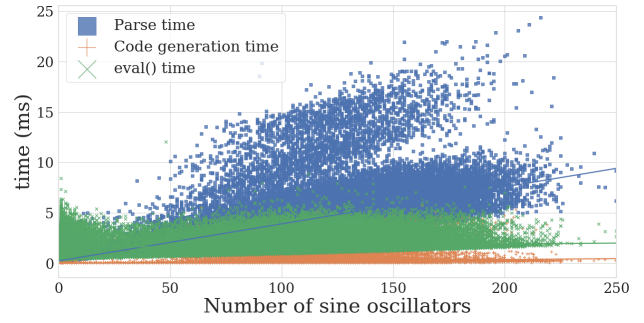 25
20
15
10
5
0
time (ms)
Parse time
Code generation time
eval() time
0
50
100
150
200
250
Number of sine oscillators